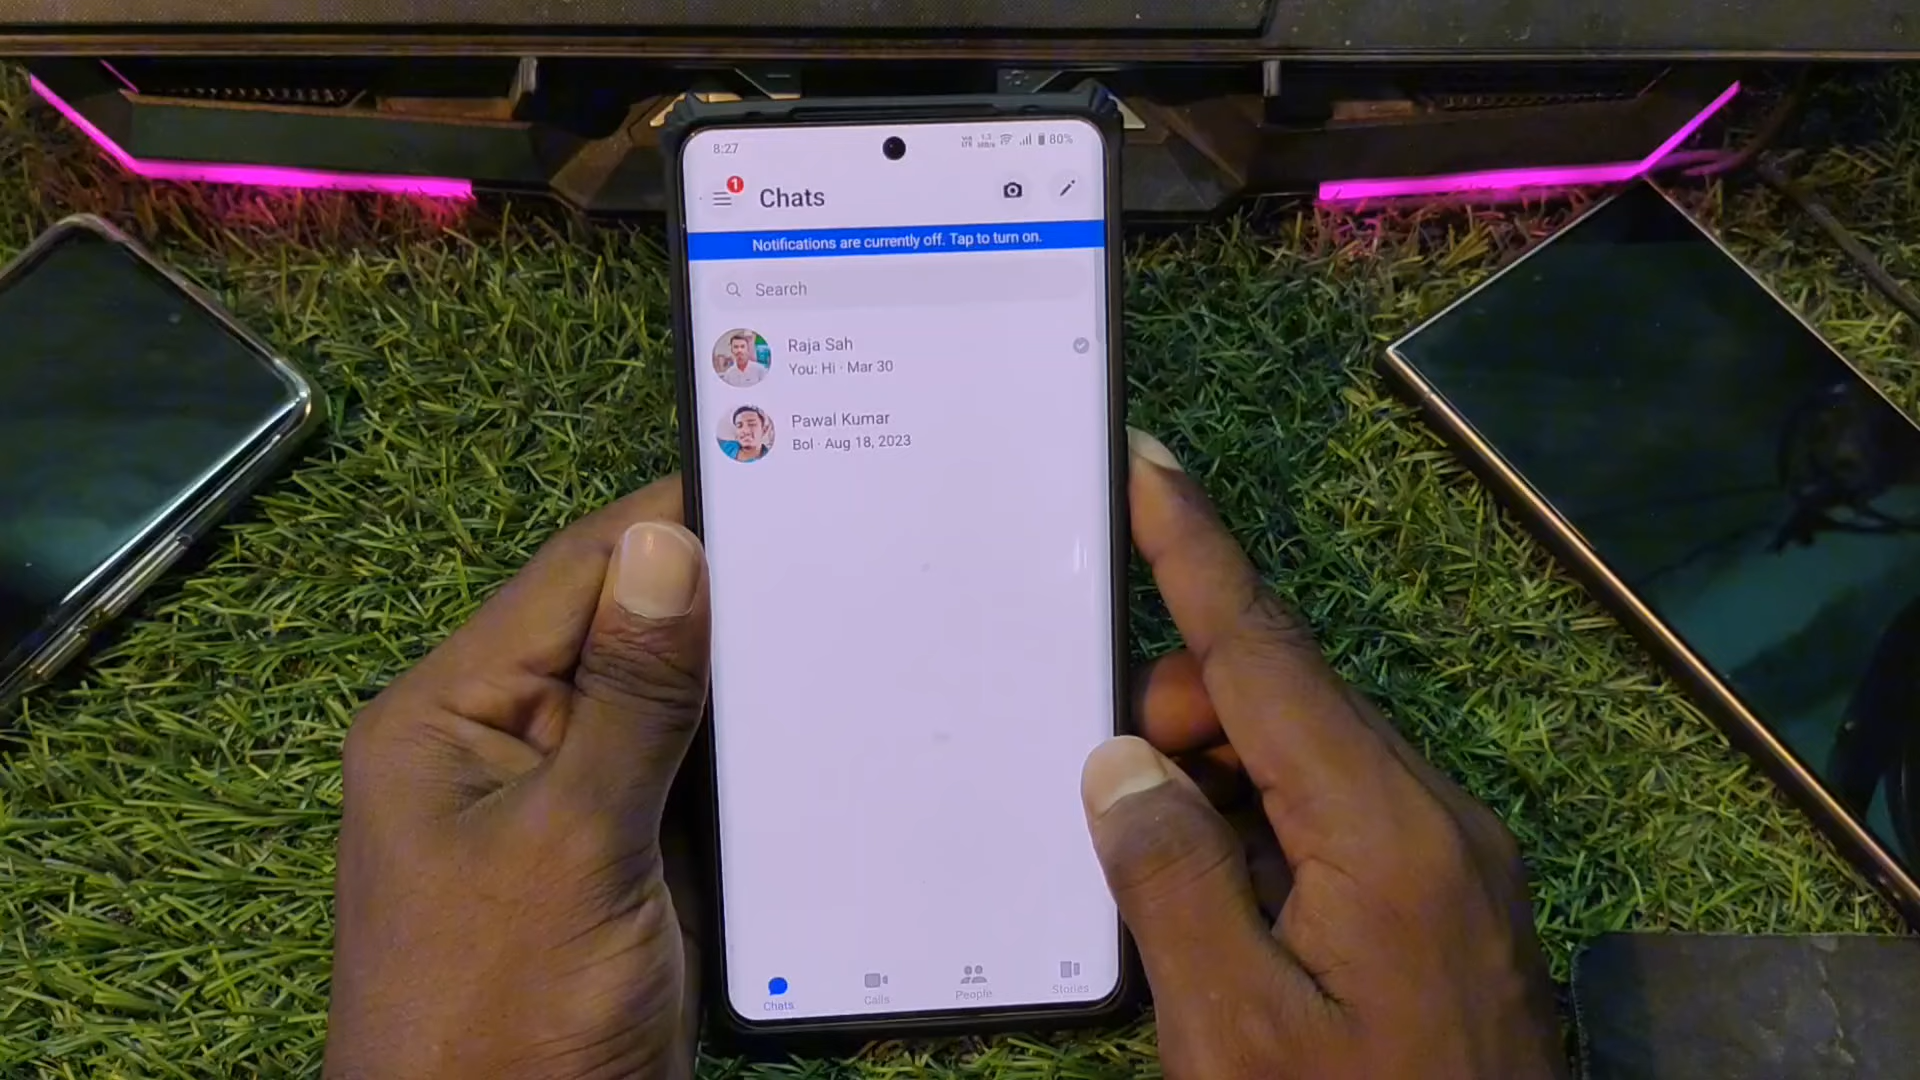 8:27
80%
1
Chats
Notifications are currently off. Tap to turn on.
Search
Raja Sah
You: Hi · Mar 30
Pawal Kumar
Bol · Aug 18, 2023
Chats
Calls
People
Stories